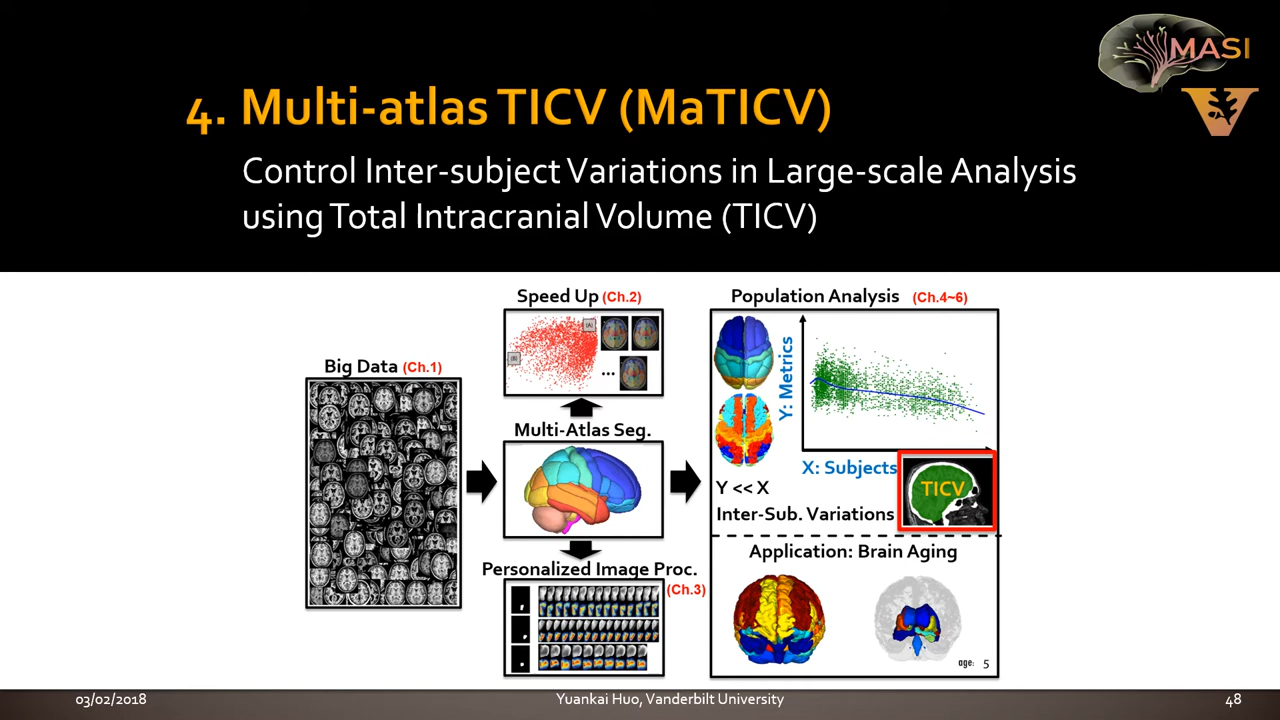 MASI
V
4. Multi-atlas TICV (MaTICV)
Control Inter-subject Variations in Large-scale Analysis
using Total Intracranial Volume (TICV)
Big Data (Ch.1)
Speed Up (Ch.2)
(A)
(B)
...
Multi-Atlas Seg.
Personalized Image Proc.
(Ch.3)
Population Analysis (Ch.4~6)
Y: Metrics
X: Subjects
TICV
Y << X
Inter-Sub. Variations
Application: Brain Aging
age: 5
03/02/2018
Yuankai Huo, Vanderbilt University
48